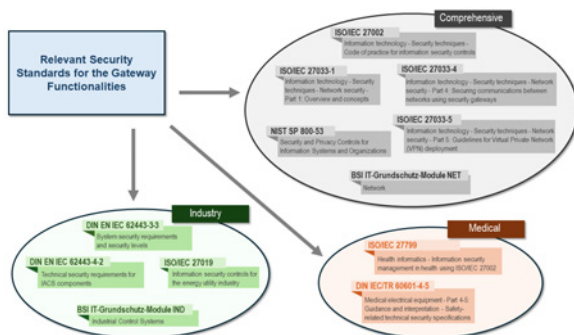 Relevant Security
Standards for the Gateway
Functionalities
Comprehensive
ISO/IEC 27002
Information technology - Security techniques -
Code of practice for information security controls
ISO/IEC 27033-1
Information technology - Security
techniques - Network security -
Part 1: Overview and concepts
ISO/IEC 27033-4
Information technology - Security Techniques - Network
security - Part 4: Securing communications between
networks using security gateways
NIST SP 800-53
Security and Privacy Controls for
Information Systems and Organizations
ISO/IEC 27033-5
Information technology - Security techniques - Network
security - Part 5: Guidelines for Virtual Private Network
(VPN) deployment
BSI IT-Grundschutz-Module NET
Network
Industry
DIN EN IEC 62443-3-3
System security requirements
and security levels
DIN EN IEC 62443-4-2
Technical security requirements for
IACS components
ISO/IEC 27019
Information security controls for
the energy utility industry
BSI IT-Grundschutz-Module IND
Industrial Control Systems
Medical
ISO/IEC 27799
Health informatics - Information security
management in health using ISO/IEC 27002
DIN IEC/TR 60601-4-5
Medical electrical equipment - Part 4-5:
Guidance and interpretation - Safety-
related technical security specifications